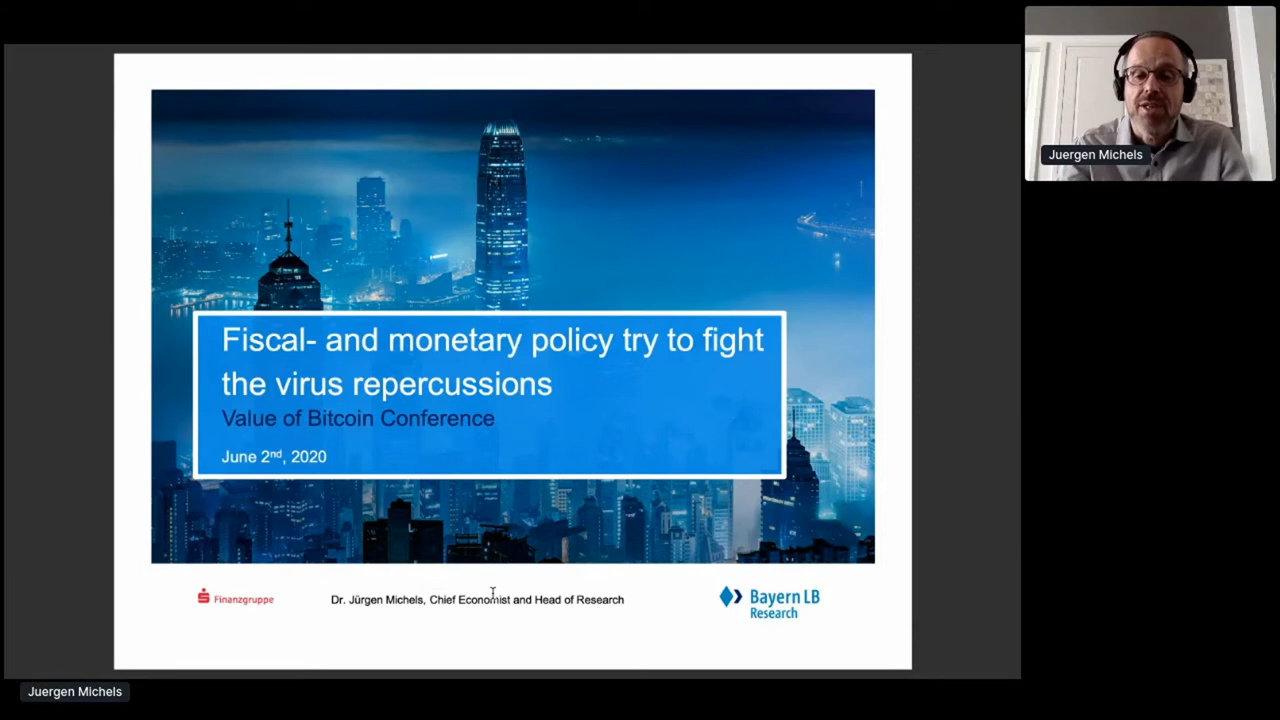 Fiscal- and monetary policy try to fight
the virus repercussions
Value of Bitcoin Conference
June 2nd, 2020
Finanzgruppe
Dr. Jürgen Michels, Chief Economist and Head of Research
Bayern LB
Research
Juergen Michels
Juergen Michels